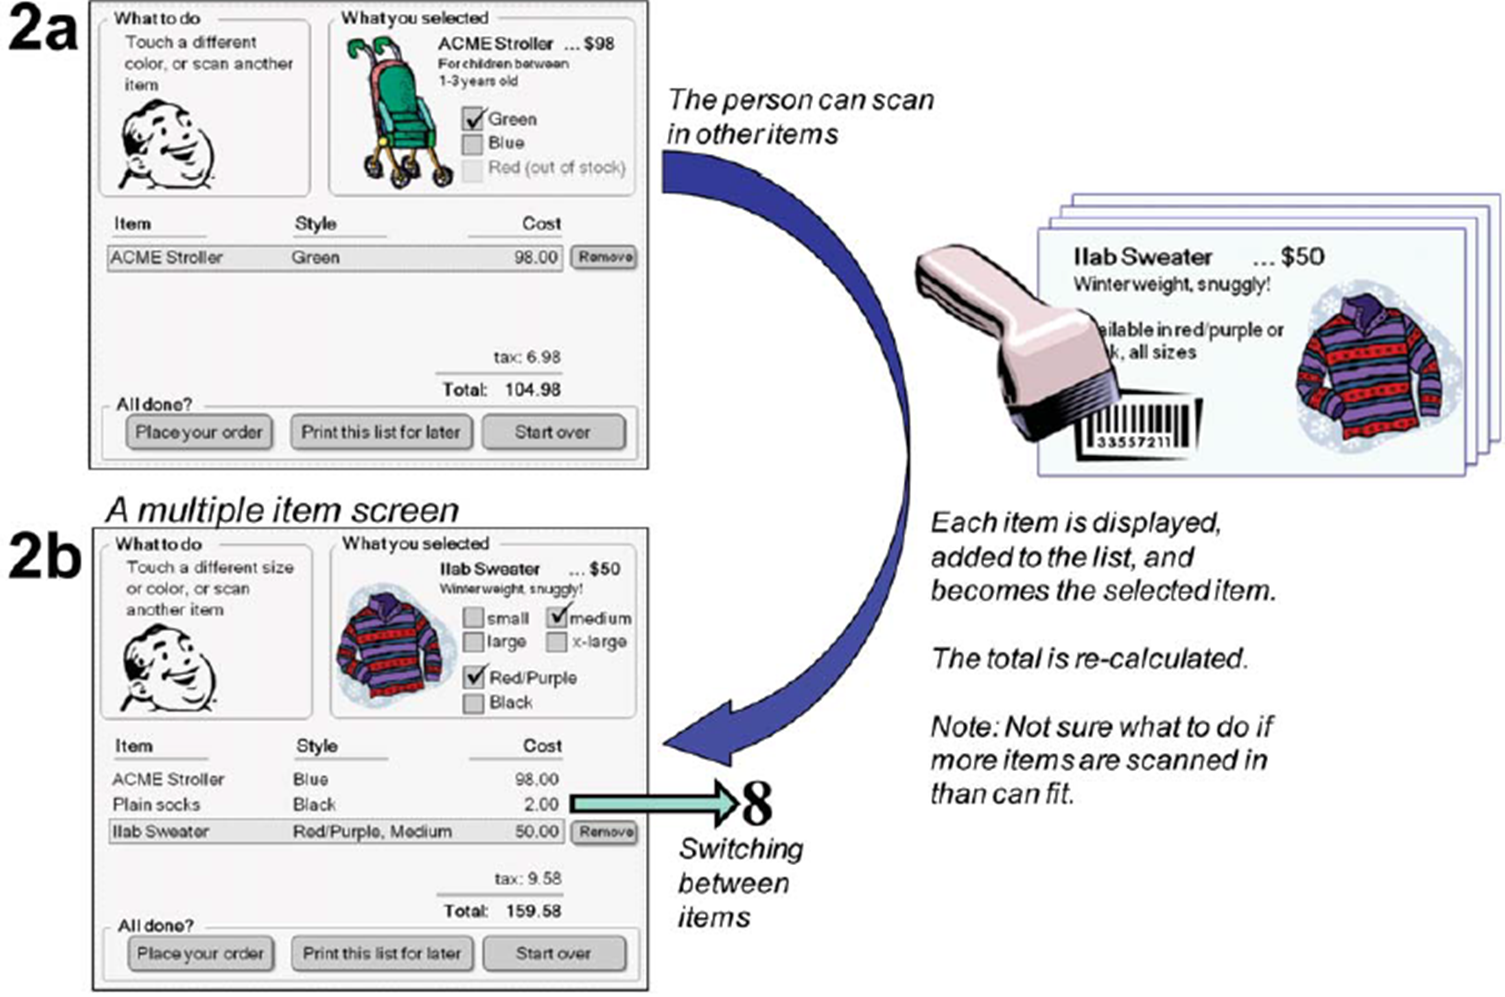 2a
What to do
Touch a different
color, or scan another
item
What you selected
ACME Stroller ... $98
For children between
1-3 years old
Green
Blue
Red (out of stock)
Item Style Cost
ACME Stroller Green 98.00 Remove
tax: 6.98
Total: 104.98
All done?
Place your order Print this list for later Start over
The person can scan
in other items
Ilab Sweater ... $50
Winter weight, snuggly!
ailable in red/purple or
k, all sizes
33557211
A multiple item screen
2b
What to do
Touch a different size
or color, or scan
another item
What you selected
Ilab Sweater ... $50
Winter weight, snuggly!
small medium
large x-large
Red/Purple
Black
Item Style Cost
ACME Stroller Blue 98.00
Plain socks Black 2.00
Ilab Sweater Red/Purple, Medium 50.00 Remove
tax: 9.58
Total: 159.58
All done?
Place your order Print this list for later Start over
8
Switching
between
items
Each item is displayed,
added to the list, and
becomes the selected item.
The total is re-calculated.
Note: Not sure what to do if
more items are scanned in
than can fit.